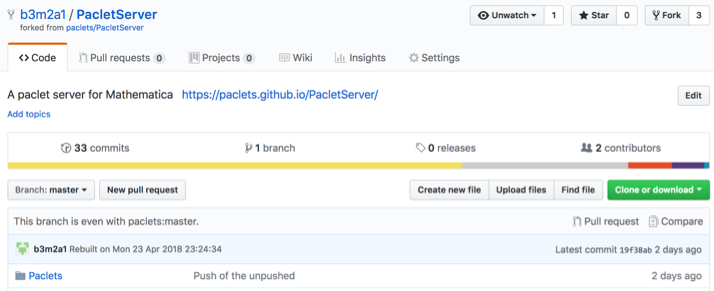 b3m2a1 / PacletServer
Unwatch 1 Star 0 Fork 3
forked from paclets/PacletServer
Code Pull requests 0 Projects 0 Wiki Insights Settings
A paclet server for Mathematica https://paclets.github.io/PacletServer/ Edit
Add topics
33 commits 1 branch 0 releases 2 contributors
Branch: master New pull request Create new file Upload files Find file Clone or download
This branch is even with paclets:master. Pull request Compare
b3m2a1 Rebuilt on Mon 23 Apr 2018 23:24:34 Latest commit 19f38ab 2 days ago
Paclets Push of the unpushed 2 days ago